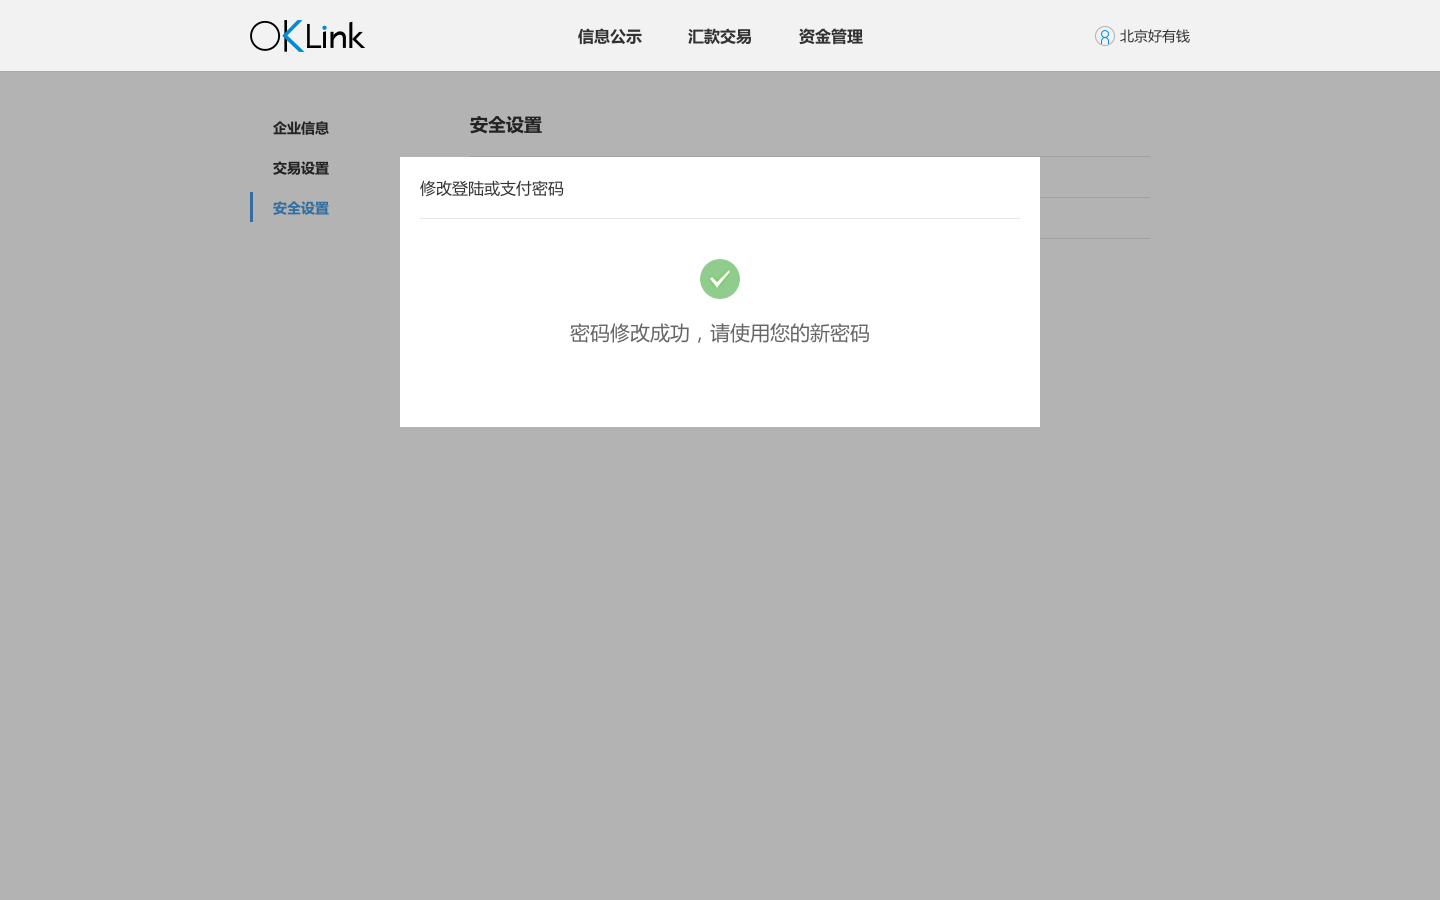 OKLink
信息公示 汇款交易 资金管理
北京好有钱
企业信息
交易设置
安全设置
安全设置
修改登陆或支付密码
密码修改成功，请使用您的新密码